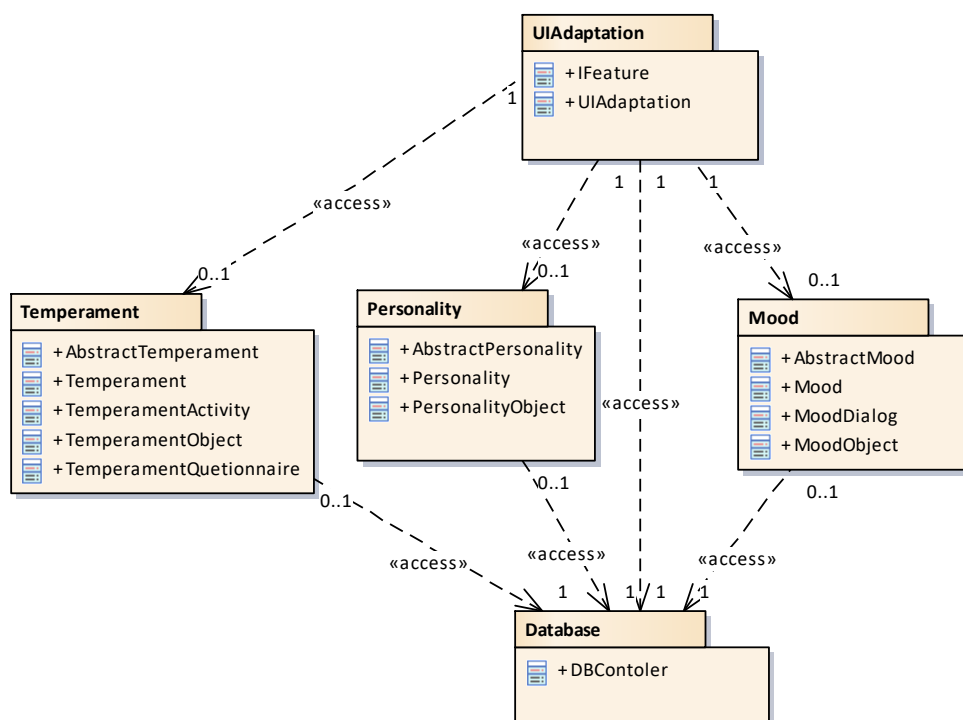 UIAdaptation
+IFeature
+UIAdaptation
1
1
1
1
«access»
«access»
«access»
0..1
0..1
0..1
Temperament
+AbstractTemperament
+Temperament
+TemperamentActivity
+TemperamentObject
+TemperamentQuetionnaire
Personality
+AbstractPersonality
+Personality
+PersonalityObject
«access»
Mood
+AbstractMood
+Mood
+MoodDialog
+MoodObject
0..1
0..1
0..1
«access»
«access»
«access»
1
1
1
1
Database
+DBContoler